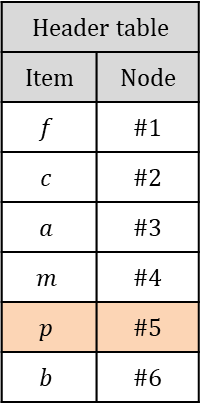 Header table
Item Node
f #1
c #2
a #3
m #4
p #5
b #6